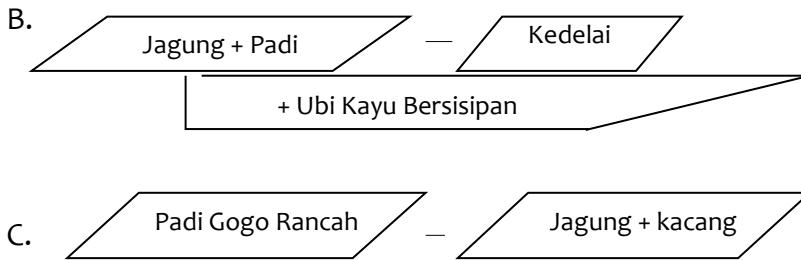 B.
Jagung + Padi — Kedelai
+ Ubi Kayu Bersisipan
C. Padi Gogo Rancah — Jagung + kacang